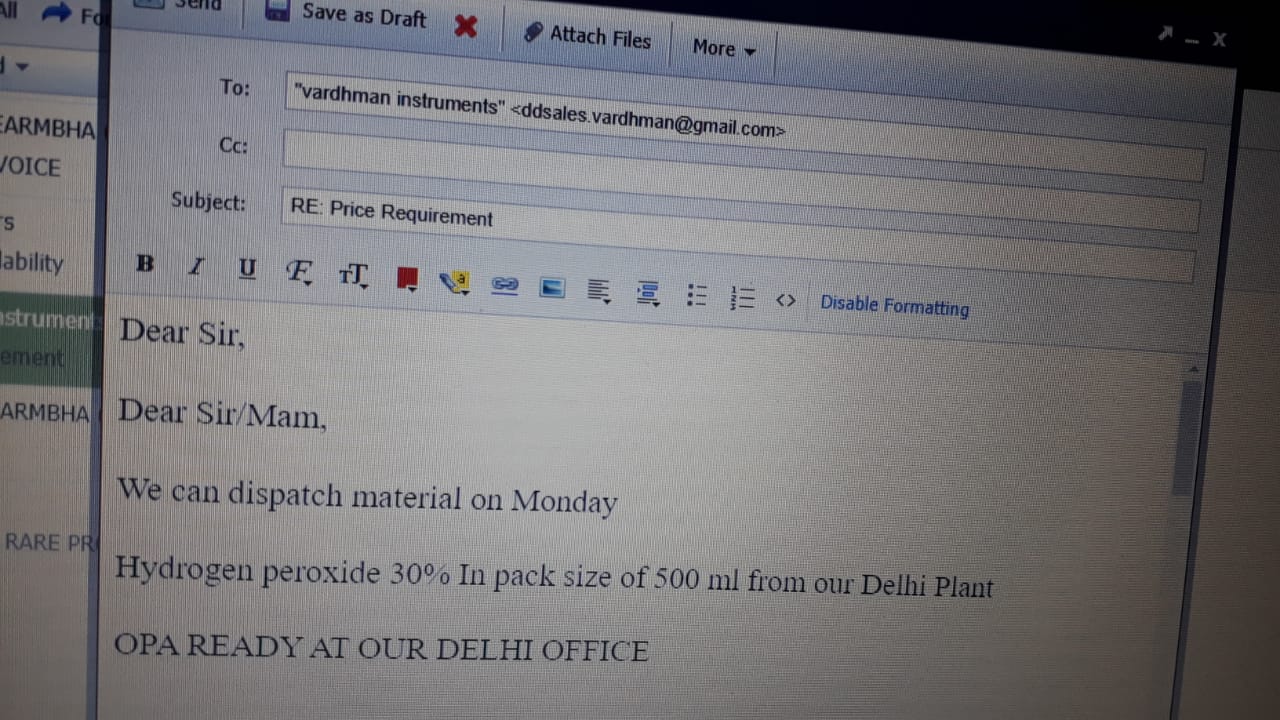 All
Send
Save as Draft
Attach Files
More
To:
"vardhman instruments" <ddsales.vardhman@gmail.com>
Cc:
Subject:
RE: Price Requirement
B I U F TT
Disable Formatting
Dear Sir,
Dear Sir/Mam,
We can dispatch material on Monday
Hydrogen peroxide 30% In pack size of 500 ml from our Delhi Plant
OPA READY AT OUR DELHI OFFICE
EARMBHA
VOICE
lability
nstrument
ement
ARMBHA
RARE PR